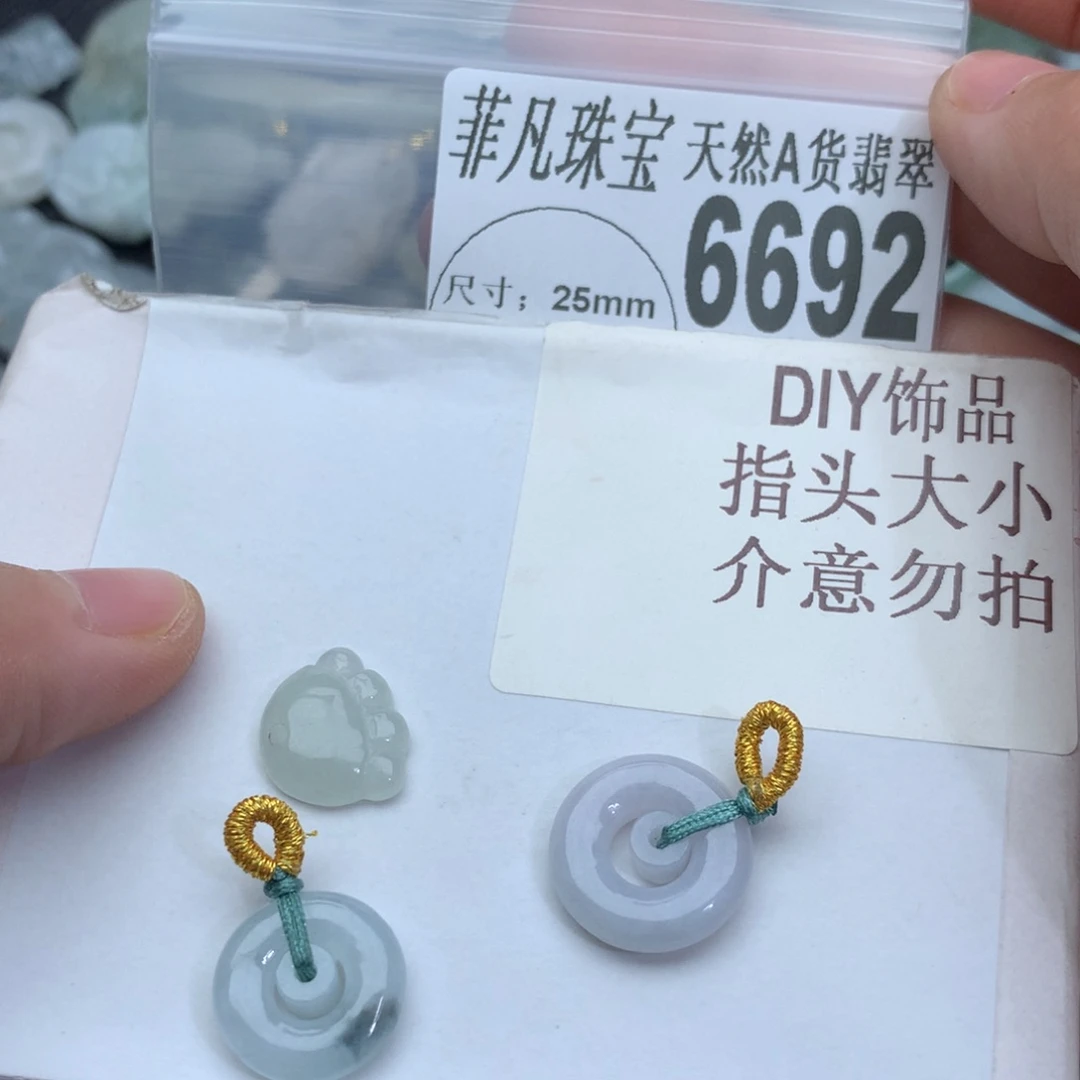 菲凡珠宝 天然A货翡翠
尺寸；25mm
6692
DIY饰品
指头大小
介意勿拍